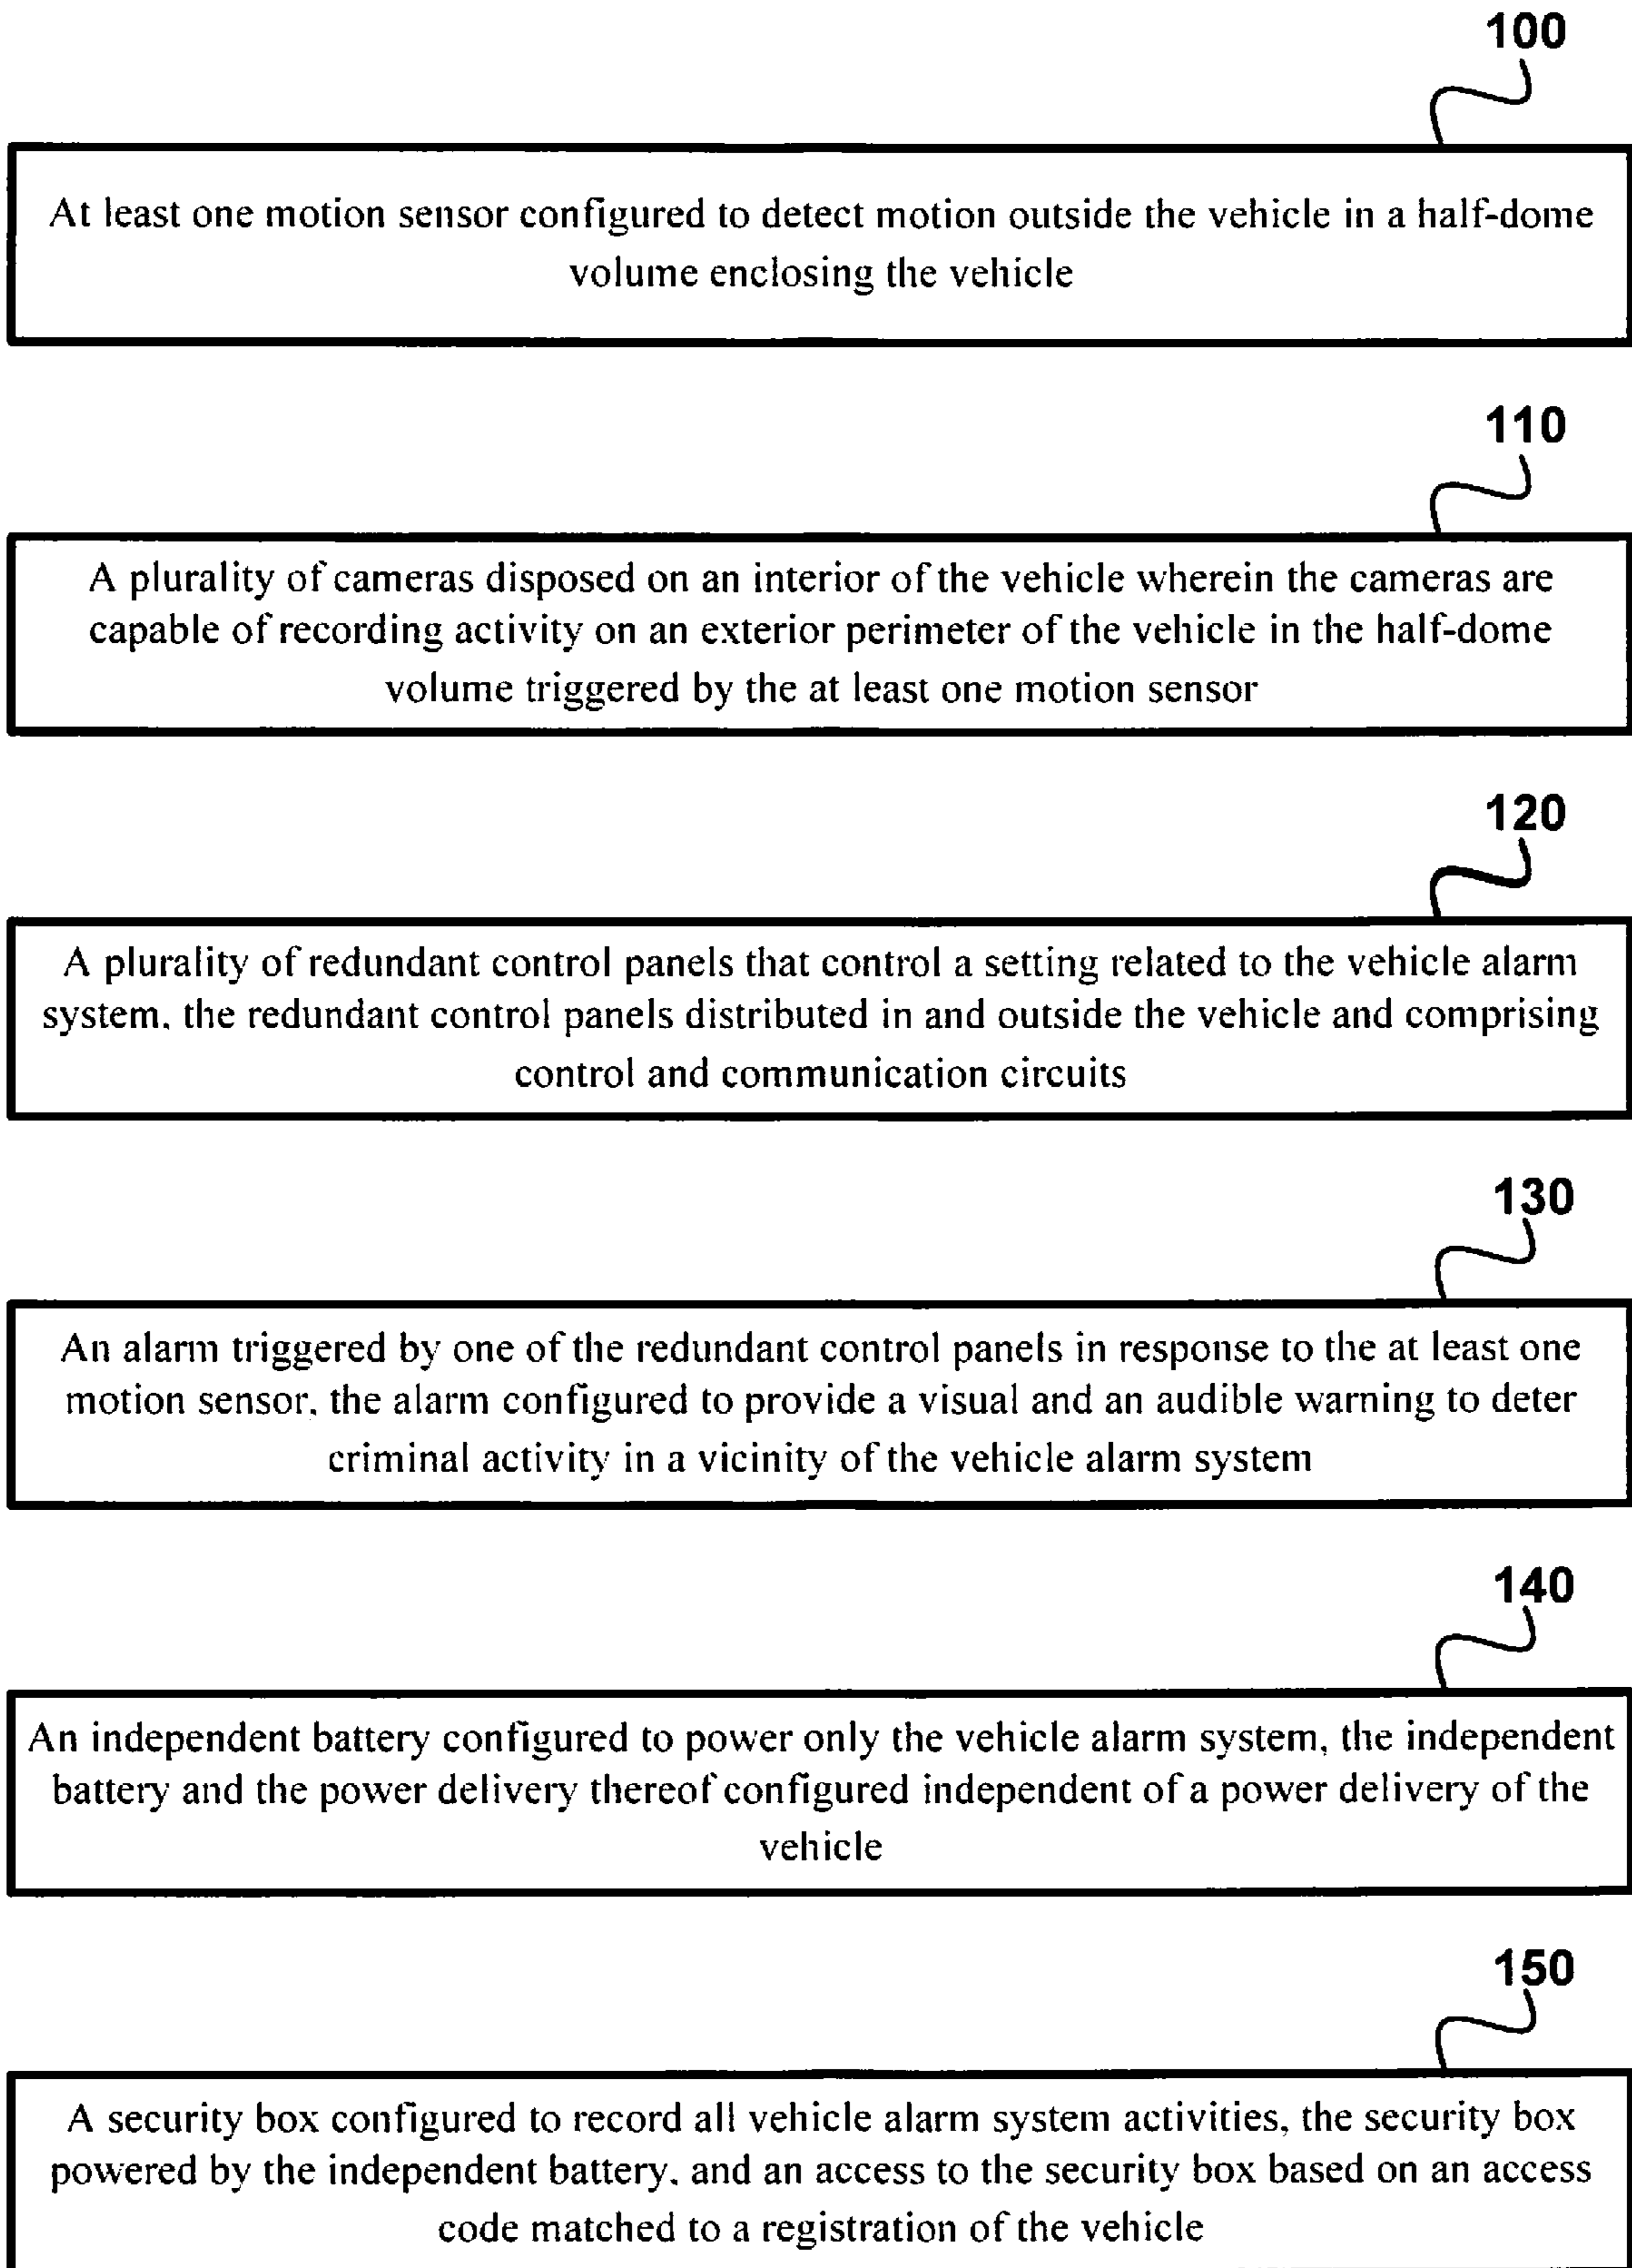 100
At least one motion sensor configured to detect motion outside the vehicle in a half-dome
volume enclosing the vehicle
110
A plurality of cameras disposed on an interior of the vehicle wherein the cameras are
capable of recording activity on an exterior perimeter of the vehicle in the half-dome
volume triggered by the at least one motion sensor
120
A plurality of redundant control panels that control a setting related to the vehicle alarm
system, the redundant control panels distributed in and outside the vehicle and comprising
control and communication circuits
130
An alarm triggered by one of the redundant control panels in response to the at least one
motion sensor, the alarm configured to provide a visual and an audible warning to deter
criminal activity in a vicinity of the vehicle alarm system
140
An independent battery configured to power only the vehicle alarm system, the independent
battery and the power delivery thereof configured independent of a power delivery of the
vehicle
150
A security box configured to record all vehicle alarm system activities, the security box
powered by the independent battery, and an access to the security box based on an access
code matched to a registration of the vehicle